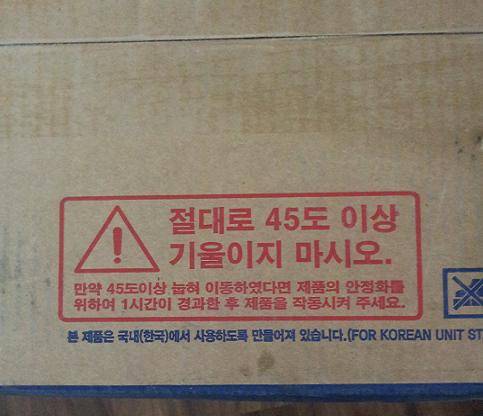 절대로 45도 이상
기울이지 마시오.
만약 45도이상 눕혀 이동하였다면 제품의 안정화를
위하여 1시간이 경과한 후 제품을 작동시켜 주세요.
본 제품은 국내(한국)에서 사용하도록 만들어져 있습니다.(FOR KOREAN UNIT ST